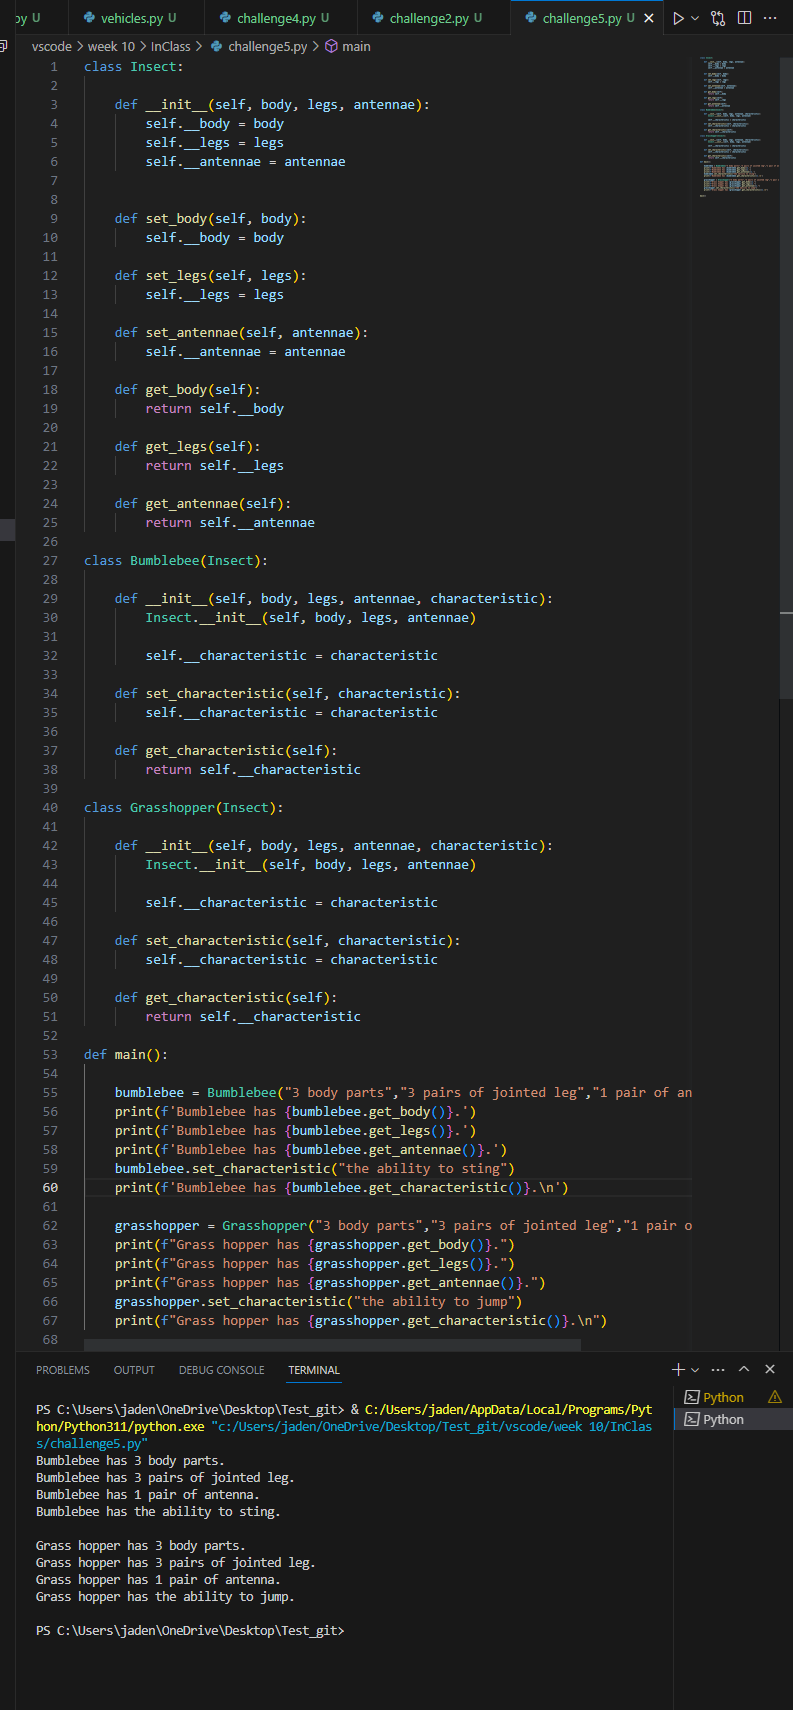 py U vehicles.py U challenge4.py U challenge2.py U challenge5.py U
vscode > week 10 > InClass > challenge5.py > main
1 class Insect:
2
3 def __init__(self, body, legs, antennae):
4 self.__body = body
5 self.__legs = legs
6 self.__antennae = antennae
7
8
9 def set_body(self, body):
10 self.__body = body
11
12 def set_legs(self, legs):
13 self.__legs = legs
14
15 def set_antennae(self, antennae):
16 self.__antennae = antennae
17
18 def get_body(self):
19 return self.__body
20
21 def get_legs(self):
22 return self.__legs
23
24 def get_antennae(self):
25 return self.__antennae
26
27 class Bumblebee(Insect):
28
29 def __init__(self, body, legs, antennae, characteristic):
30 Insect.__init__(self, body, legs, antennae)
31
32 self.__characteristic = characteristic
33
34 def set_characteristic(self, characteristic):
35 self.__characteristic = characteristic
36
37 def get_characteristic(self):
38 return self.__characteristic
39
40 class Grasshopper(Insect):
41
42 def __init__(self, body, legs, antennae, characteristic):
43 Insect.__init__(self, body, legs, antennae)
44
45 self.__characteristic = characteristic
46
47 def set_characteristic(self, characteristic):
48 self.__characteristic = characteristic
49
50 def get_characteristic(self):
51 return self.__characteristic
52
53 def main():
54
55 bumblebee = Bumblebee("3 body parts","3 pairs of jointed leg","1 pair of an
56 print(f'Bumblebee has {bumblebee.get_body()}.')
57 print(f'Bumblebee has {bumblebee.get_legs()}.')
58 print(f'Bumblebee has {bumblebee.get_antennae()}.')
59 bumblebee.set_characteristic("the ability to sting")
60 print(f'Bumblebee has {bumblebee.get_characteristic()}.\n')
61
62 grasshopper = Grasshopper("3 body parts","3 pairs of jointed leg","1 pair o
63 print(f"Grass hopper has {grasshopper.get_body()}.")
64 print(f"Grass hopper has {grasshopper.get_legs()}.")
65 print(f"Grass hopper has {grasshopper.get_antennae()}.")
66 grasshopper.set_characteristic("the ability to jump")
67 print(f"Grass hopper has {grasshopper.get_characteristic()}.\n")
68
PROBLEMS OUTPUT DEBUG CONSOLE TERMINAL
Python
Python
PS C:\Users\jaden\OneDrive\Desktop\Test_git> & C:/Users/jaden/AppData/Local/Programs/Pyt
hon/Python311/python.exe "c:/Users/jaden/OneDrive/Desktop/Test_git/vscode/week 10/InClas
s/challenge5.py"
Bumblebee has 3 body parts.
Bumblebee has 3 pairs of jointed leg.
Bumblebee has 1 pair of antenna.
Bumblebee has the ability to sting.

Grass hopper has 3 body parts.
Grass hopper has 3 pairs of jointed leg.
Grass hopper has 1 pair of antenna.
Grass hopper has the ability to jump.

PS C:\Users\jaden\OneDrive\Desktop\Test_git>